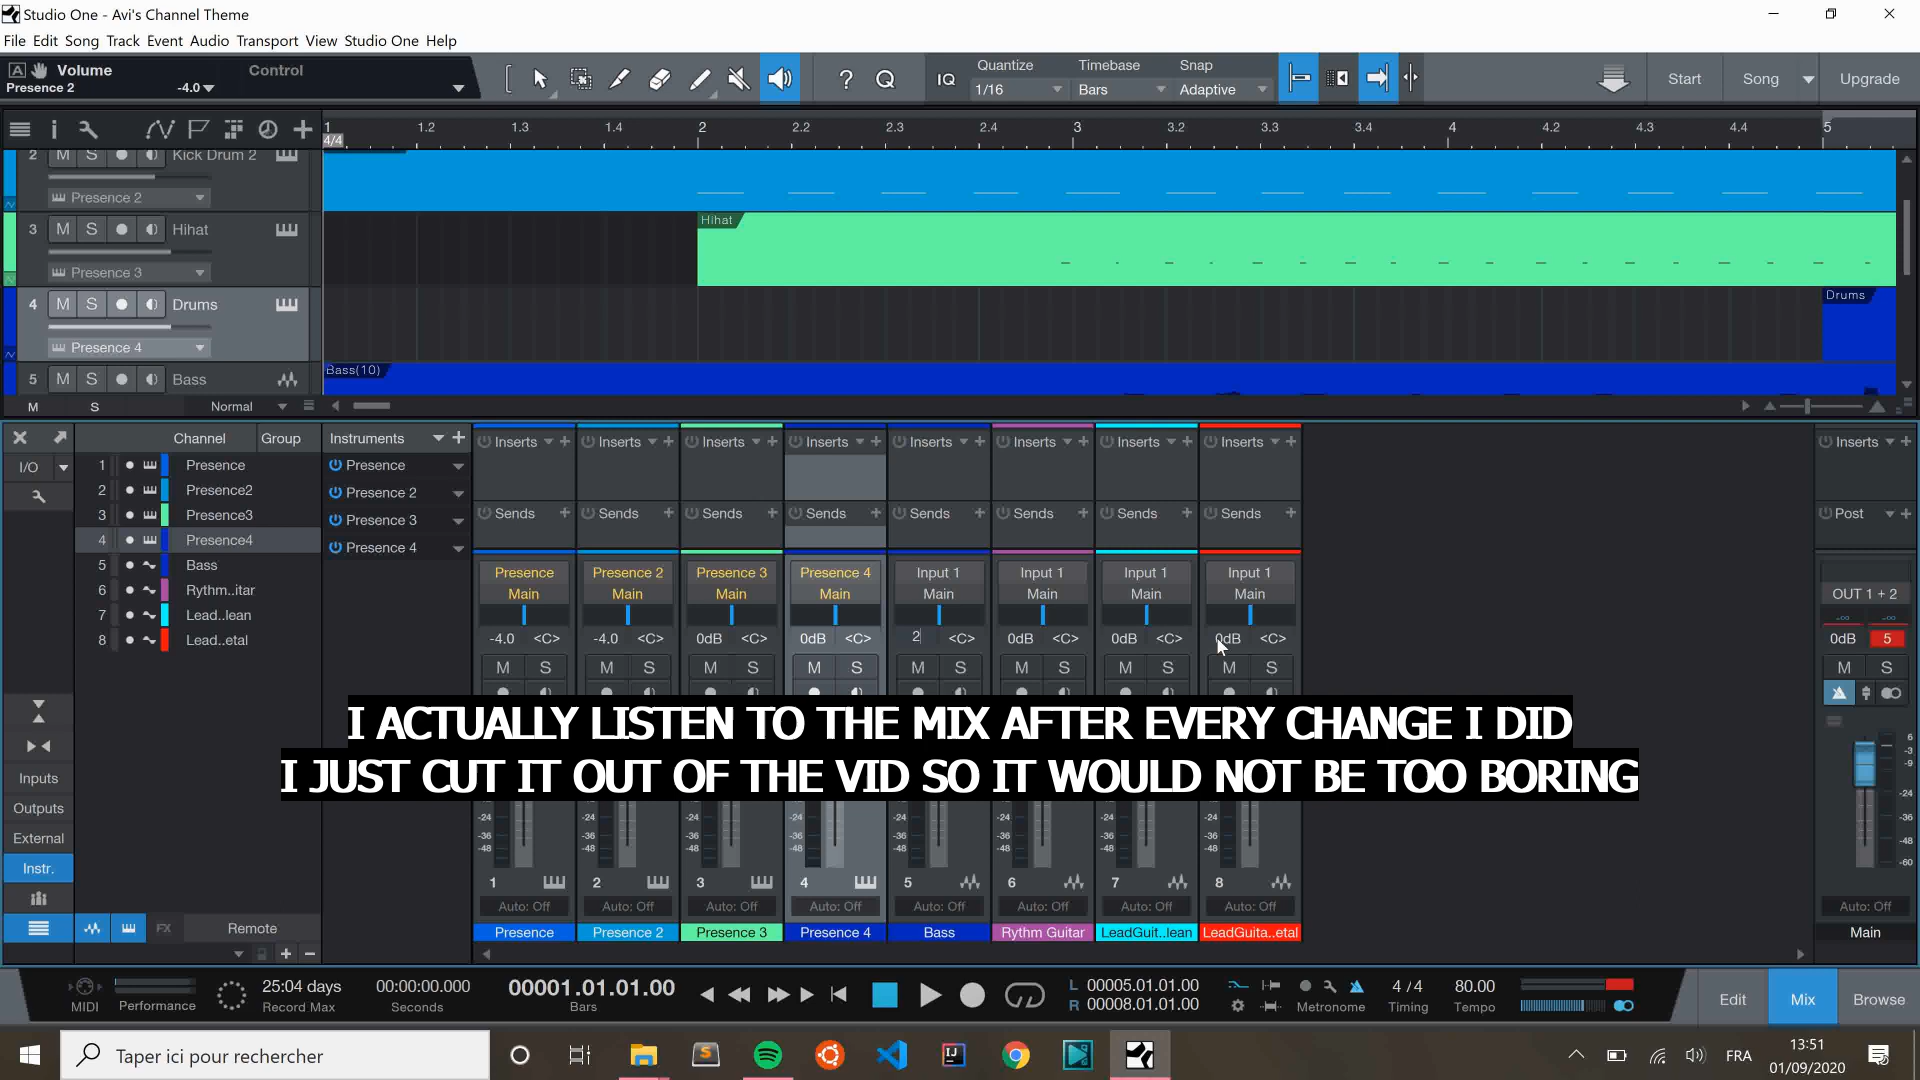 Studio One - Avi's Channel Theme
File Edit Song Track Event Audio Transport View Studio One Help
Volume Control
Presence 2 -4.0
Quantize Timebase Snap
1/16 Bars Adaptive
IQ
Start Song Upgrade
1 1.2 1.3 1.4 2 2.2 2.3 2.4 3 3.2 3.3 3.4 4 4.2 4.3 4.4 5
4/4
2 M S Kick Drum 2
Presence 2
3 M S Hihat
Hihat
Presence 3
4 M S Drums
Drums
Presence 4
5 M S Bass
Bass(10)
M S Normal
Channel Group Instruments
Inserts Inserts Inserts Inserts Inserts Inserts Inserts Inserts Inserts
I/O
1 Presence
2 Presence2
3 Presence3
4 Presence4
5 Bass
6 Rythm..itar
7 Lead..lean
8 Lead..etal
Presence
Presence 2
Presence 3
Presence 4
Sends Sends Sends Sends Sends Sends Sends Sends Post
Presence Presence 2 Presence 3 Presence 4 Input 1 Input 1 Input 1 Input 1
Main Main Main Main Main Main Main Main OUT 1 + 2
-4.0 <C> -4.0 <C> 0dB <C> 0dB <C> 2 <C> 0dB <C> 0dB <C> 0dB <C> 0dB 5
M S M S M S M S M S M S M S M S M S
I ACTUALLY LISTEN TO THE MIX AFTER EVERY CHANGE I DID
I JUST CUT IT OUT OF THE VID SO IT WOULD NOT BE TOO BORING
Inputs
Outputs
External
Instr.
6
-3
-9
-24
-36
-48
-60
-24 -24 -24 -24 -24 -24 -24 -24
-36 -36 -36 -36 -36 -36 -36 -36
-48 -48 -48 -48 -48 -48 -48 -48
1 2 3 4 5 6 7 8
Auto: Off Auto: Off Auto: Off Auto: Off Auto: Off Auto: Off Auto: Off Auto: Off Auto: Off
FX Remote
Presence Presence 2 Presence 3 Presence 4 Bass Rythm Guitar LeadGuit..lean LeadGuita..etal Main
MIDI Performance
25:04 days
Record Max
00:00:00.000
Seconds
00001.01.01.00
Bars
L 00005.01.01.00
R 00008.01.01.00
Metronome
4 / 4
Timing
80.00
Tempo
Edit Mix Browse
Taper ici pour rechercher
FRA
13:51
01/09/2020